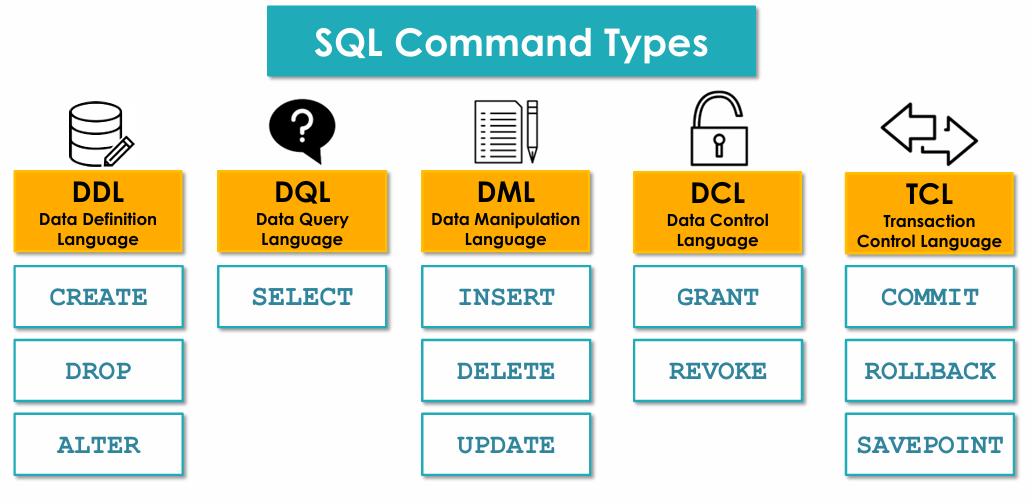 SQL Command Types
?
DDL
Data Definition
Language
CREATE
DROP
ALTER
DQL
Data Query
Language
SELECT
DML
Data Manipulation
Language
INSERT
DELETE
UPDATE
DCL
Data Control
Language
GRANT
REVOKE
TCL
Transaction
Control Language
COMMIT
ROLLBACK
SAVEPOINT